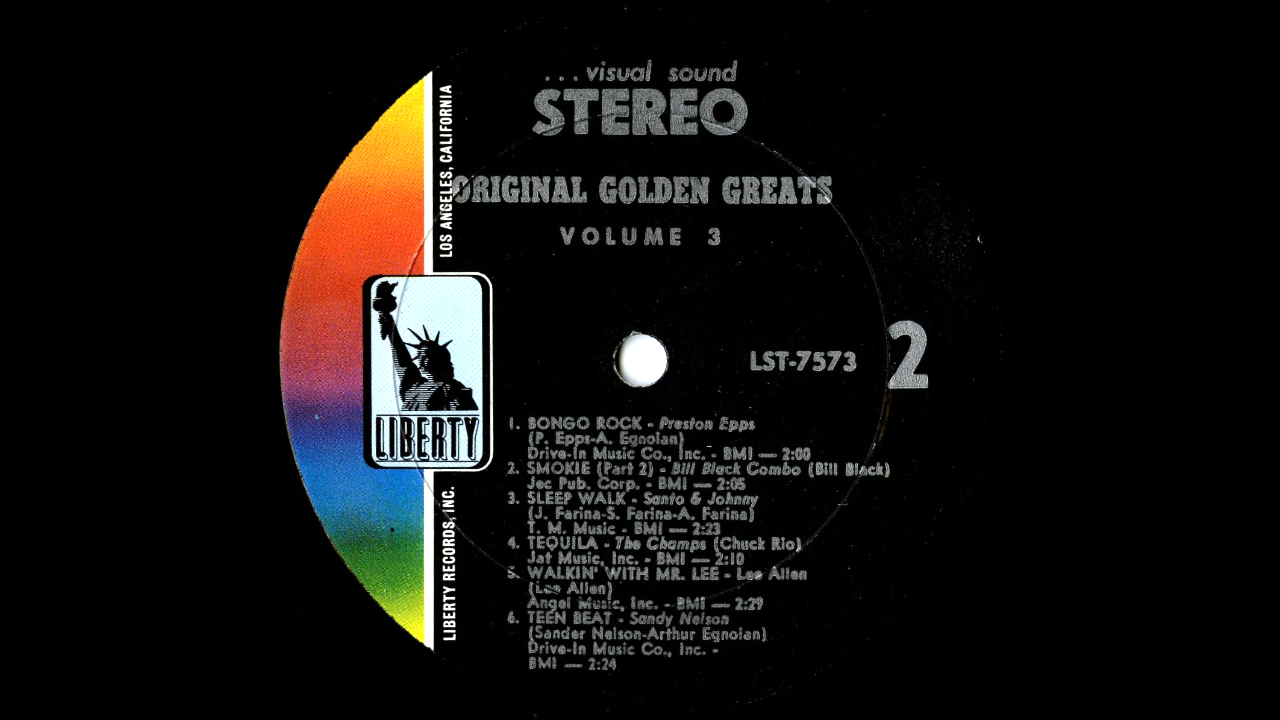 ...visual sound
STEREO
ORIGINAL GOLDEN GREATS
VOLUME 3
LOS ANGELES, CALIFORNIA
LIBERTY
LIBERTY RECORDS, INC.
LST-7573
2
1. BONGO ROCK - Preston Epps
(P. Epps-A. Egnoian)
Drive-In Music Co., Inc. - BMI — 2:00
2. SMOKIE (Part 2) - Bill Black Combo (Bill Black)
Jec Pub. Corp. - BMI — 2:05
3. SLEEP WALK - Santo & Johnny
(J. Farina-S. Farina-A. Farina)
T. M. Music - BMI — 2:23
4. TEQUILA - The Champs (Chuck Rio)
Jat Music, Inc. - BMI — 2:10
5. WALKIN' WITH MR. LEE - Lee Allen
(Lee Allen)
Angel Music, Inc. - BMI — 2:29
6. TEEN BEAT - Sandy Nelson
(Sander Nelson-Arthur Egnoian)
Drive-In Music Co., Inc. -
BMI — 2:24